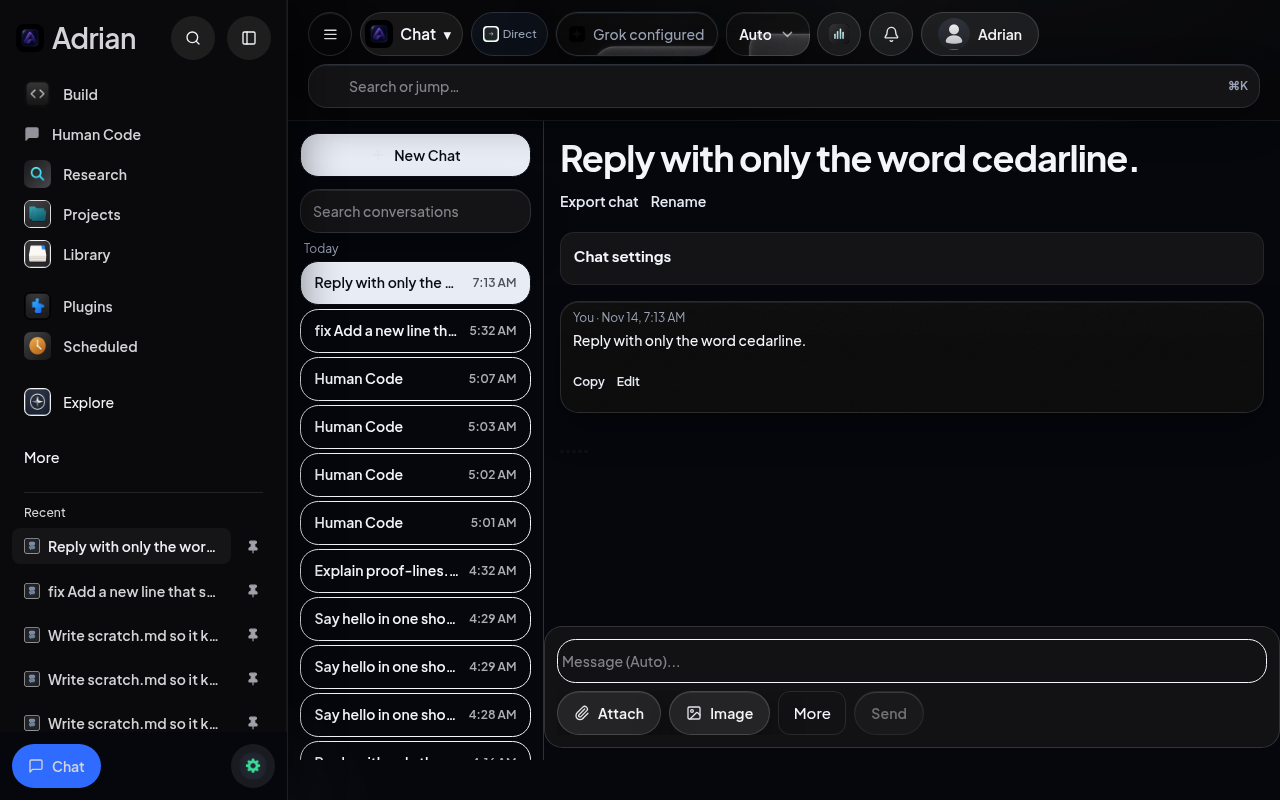 Adrian
Build
Human Code
Research
Projects
Library
Plugins
Scheduled
Explore
More
Recent
Reply with only the wor...
fix Add a new line that s...
Write scratch.md so it k...
Write scratch.md so it k...
Write scratch.md so it k...
Chat
Chat ▾
Direct
Grok configured
Auto
Adrian
Search or jump…
⌘K
New Chat
Search conversations
Today
Reply with only the ... 7:13 AM
fix Add a new line th... 5:32 AM
Human Code 5:07 AM
Human Code 5:03 AM
Human Code 5:02 AM
Human Code 5:01 AM
Explain proof-lines.... 4:32 AM
Say hello in one sho... 4:29 AM
Say hello in one sho... 4:29 AM
Say hello in one sho... 4:28 AM
Reply with only the word cedarline.
Export chat Rename
Chat settings
You · Nov 14, 7:13 AM
Reply with only the word cedarline.
Copy Edit
Message (Auto)...
Attach
Image
More
Send